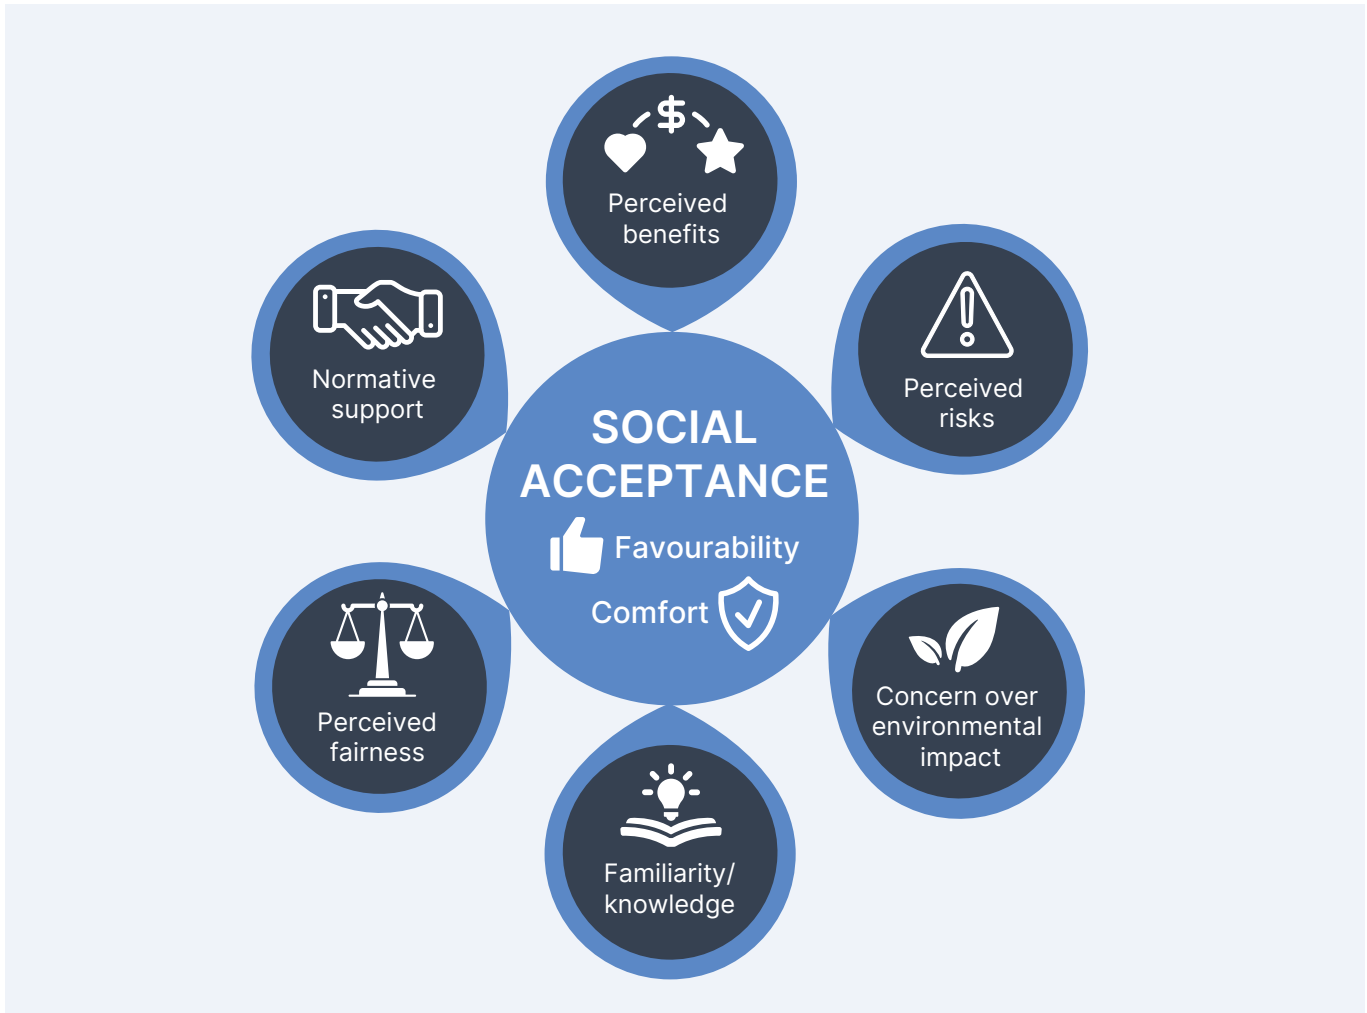 Perceived
benefits
Perceived
risks
Concern over
environmental
impact
Familiarity/
knowledge
Perceived
fairness
Normative
support
SOCIAL
ACCEPTANCE
Favourability
Comfort